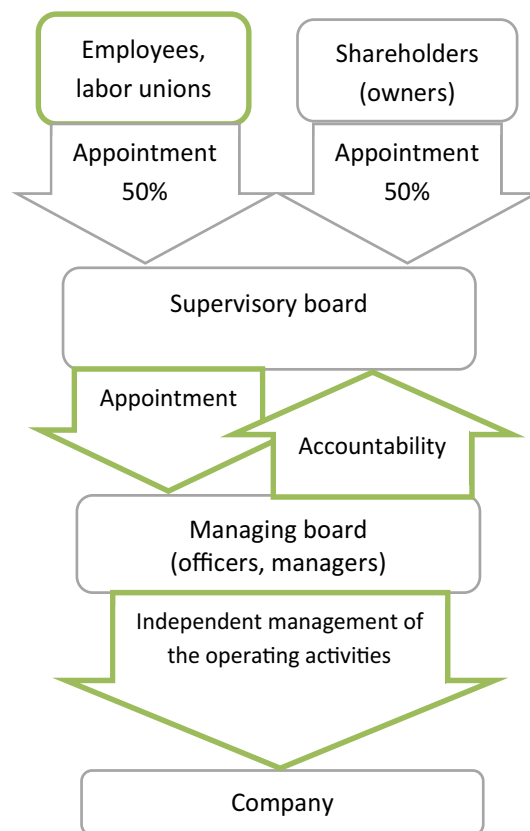 Employees,
labor unions
Shareholders
(owners)
Appointment
50%
Appointment
50%
Supervisory board
Appointment
Accountability
Managing board
(officers, managers)
Independent management of
the operating activities
Company